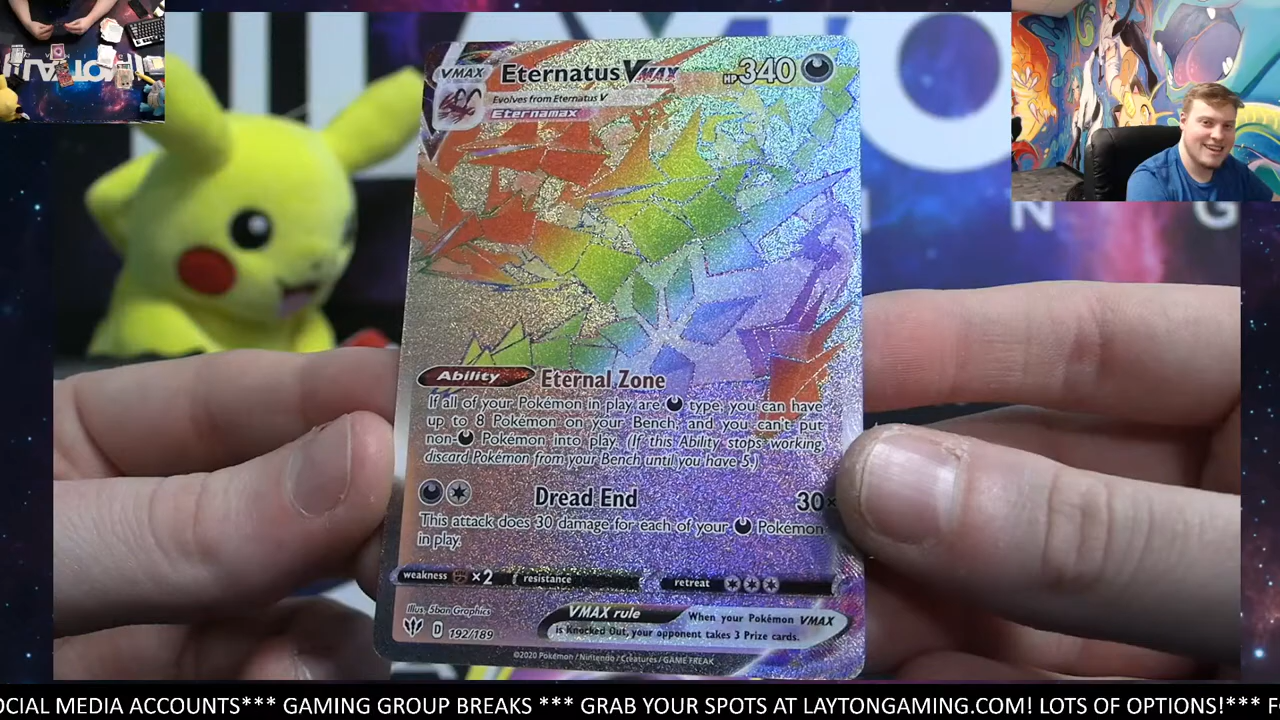 VMAX Eternatus VMAX HP 340
Evolves from Eternatus V
Eternamax
I N G
Ability Eternal Zone
If all of your Pokémon in play are type, you can have
up to 8 Pokémon on your Bench, and you can't put
non- Pokémon into play. (If this Ability stops working,
discard Pokémon from your Bench until you have 5.)
Dread End 30×
This attack does 30 damage for each of your Pokémon
in play.
weakness ×2 resistance retreat
Illus. 5ban Graphics
D 192/189
VMAX rule When your Pokémon VMAX
is Knocked Out, your opponent takes 3 Prize cards.
©2020 Pokémon / Nintendo / Creatures / GAME FREAK
OCIAL MEDIA ACCOUNTS*** GAMING GROUP BREAKS *** GRAB YOUR SPOTS AT LAYTONGAMING.COM! LOTS OF OPTIONS!*** F